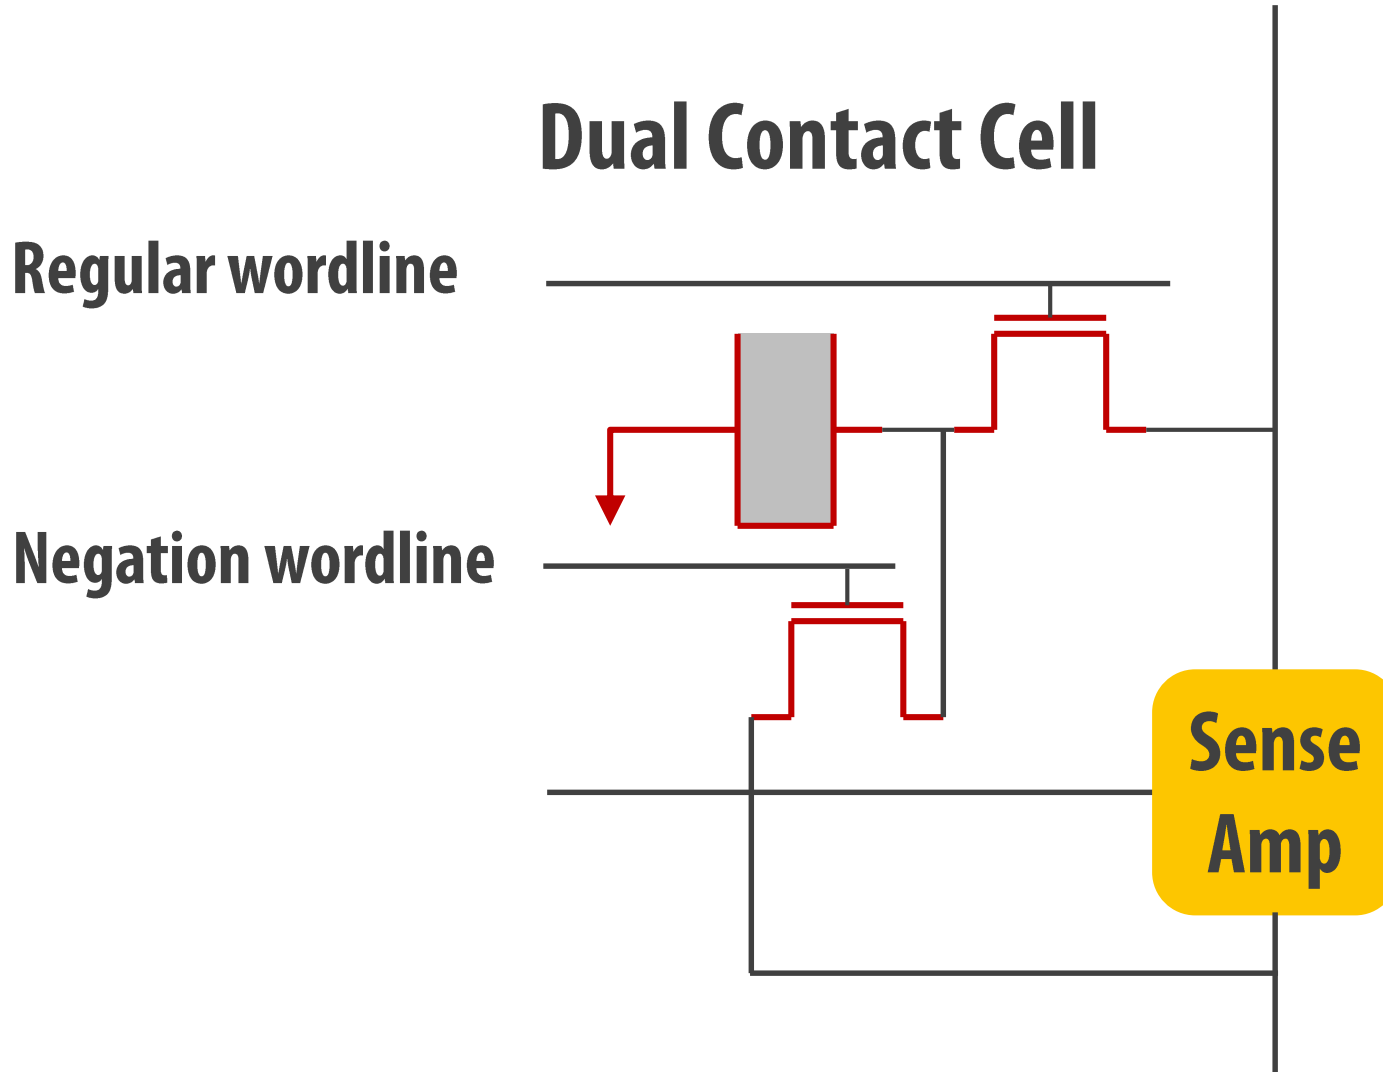 Dual Contact Cell
Regular wordline
Negation wordline
Sense
Amp